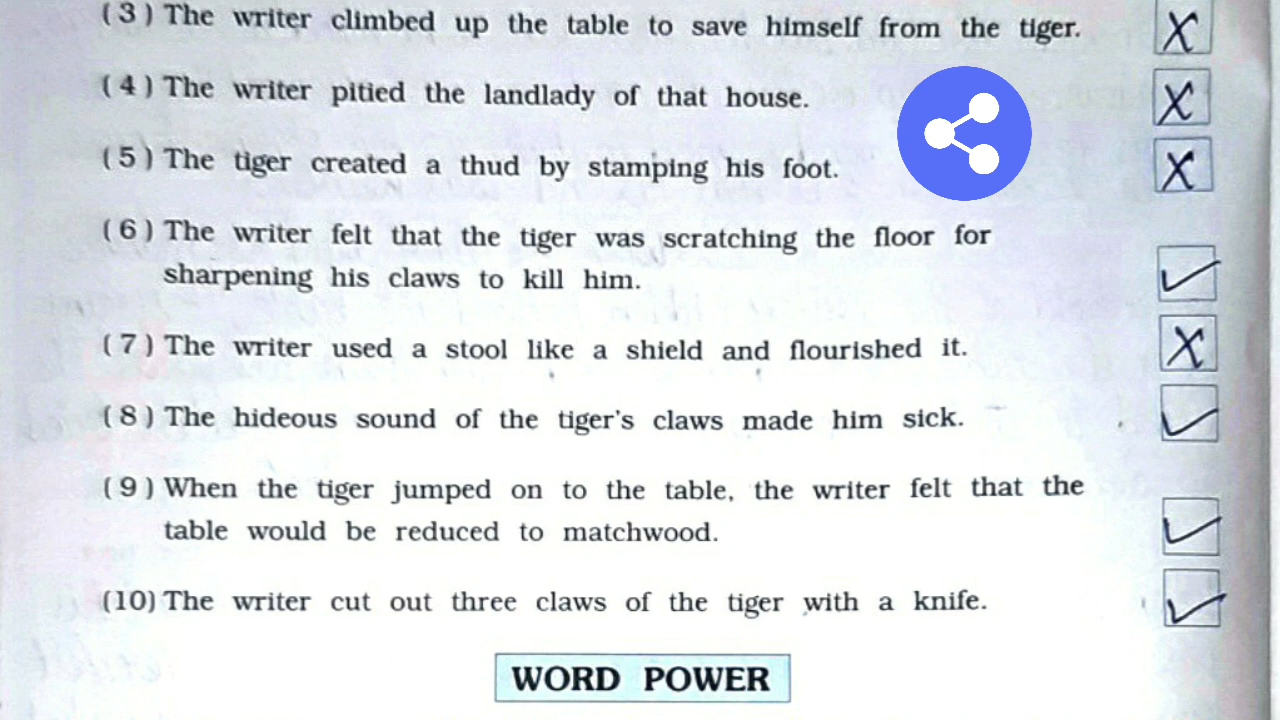 ( 3 ) The writer climbed up the table to save himself from the tiger. X
( 4 ) The writer pitied the landlady of that house. X
( 5 ) The tiger created a thud by stamping his foot. X
( 6 ) The writer felt that the tiger was scratching the floor for
sharpening his claws to kill him. ✓
( 7 ) The writer used a stool like a shield and flourished it. X
( 8 ) The hideous sound of the tiger's claws made him sick. ✓
( 9 ) When the tiger jumped on to the table, the writer felt that the
table would be reduced to matchwood. ✓
(10) The writer cut out three claws of the tiger with a knife. ✓
WORD POWER